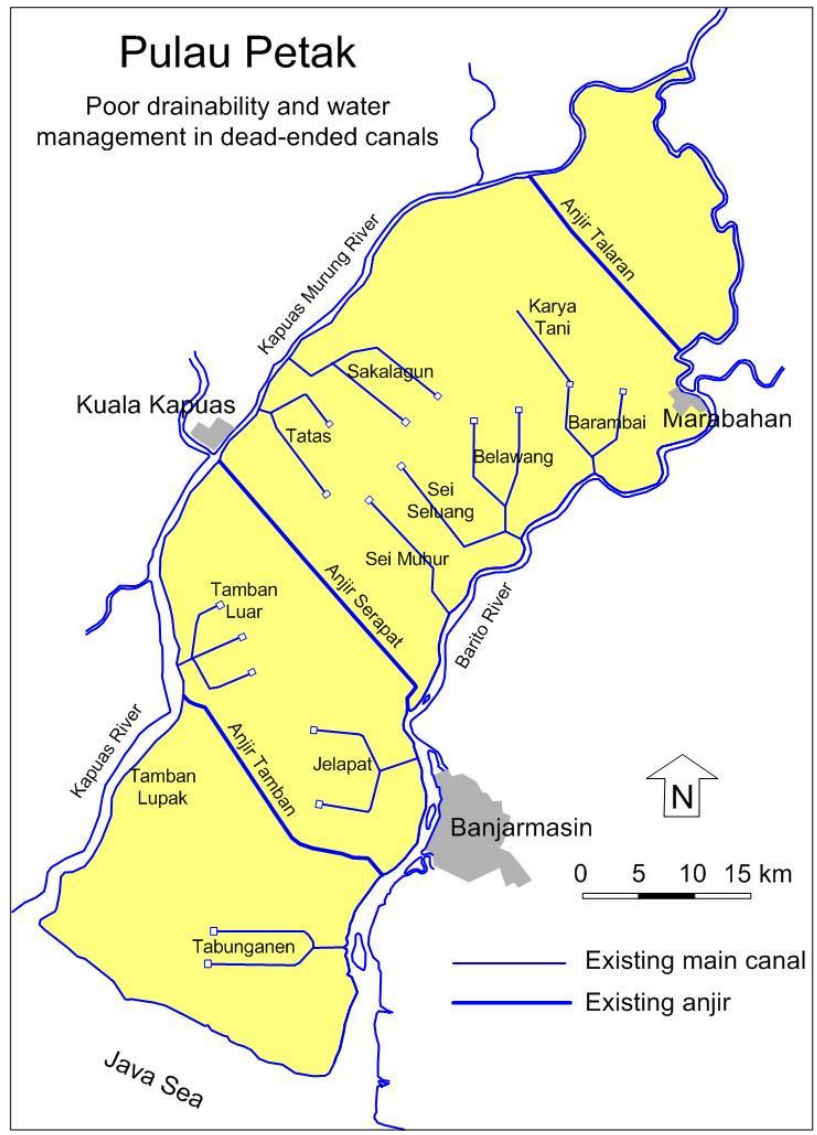 Pulau Petak
Poor drainability and water
management in dead-ended canals
Anjir Talaran
Kapuas Murung River
Karya
Tani
Sakalagun
Kuala Kapuas
Marabahan
Tatas
Barambai
Belawang
Sei
Seluang
Sei Muhur
Anjir Serapat
Tamban
Luar
Barito River
Kapuas River
Anjir Tamban
Jelapat
Tamban
Lupak
N
Banjarmasin
0 5 10 15 km
Tabunganen
Existing main canal
Existing anjir
Java Sea